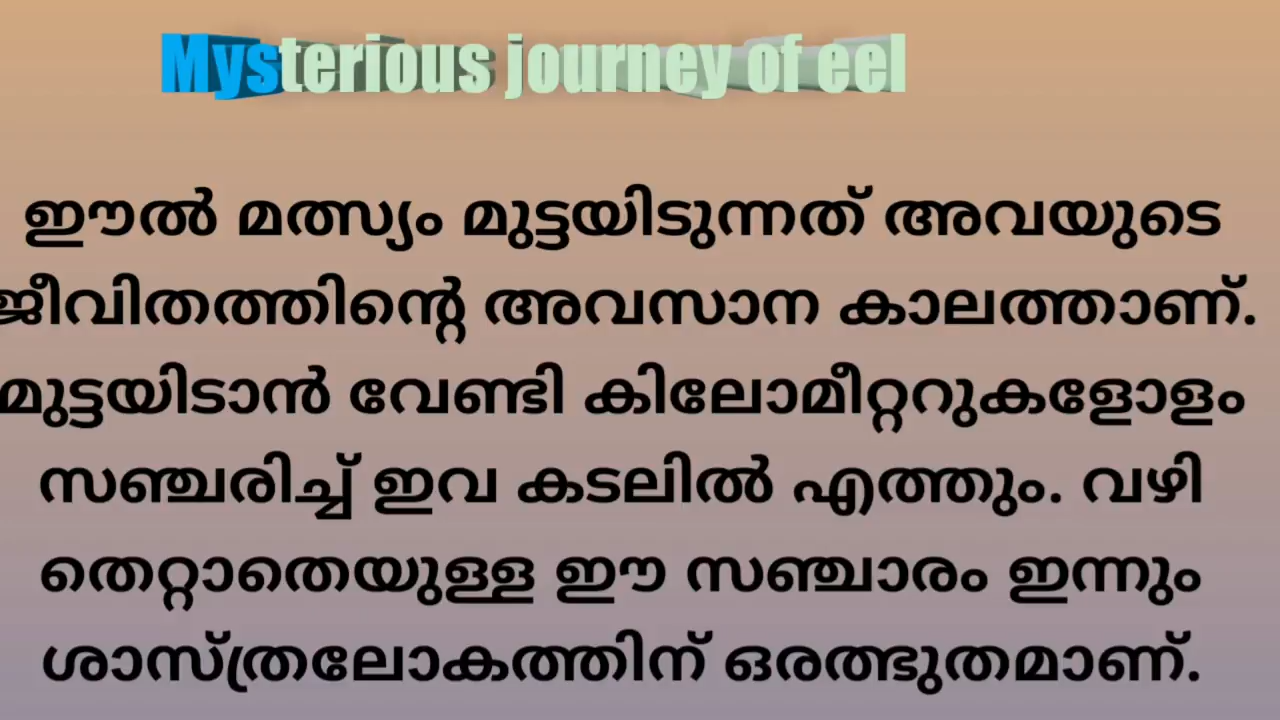 Mysterious journey of eel
ഈൽ മത്സ്യം മുട്ടയിടുന്നത് അവയുടെ
ജീവിതത്തിന്റെ അവസാന കാലത്താണ്.
മുട്ടയിടാൻ വേണ്ടി കിലോമീറ്ററുകളോളം
സഞ്ചരിച്ച് ഇവ കടലിൽ എത്തും. വഴി
തെറ്റാതെയുള്ള ഈ സഞ്ചാരം ഇന്നും
ശാസ്ത്രലോകത്തിന് ഒരത്ഭുതമാണ്.